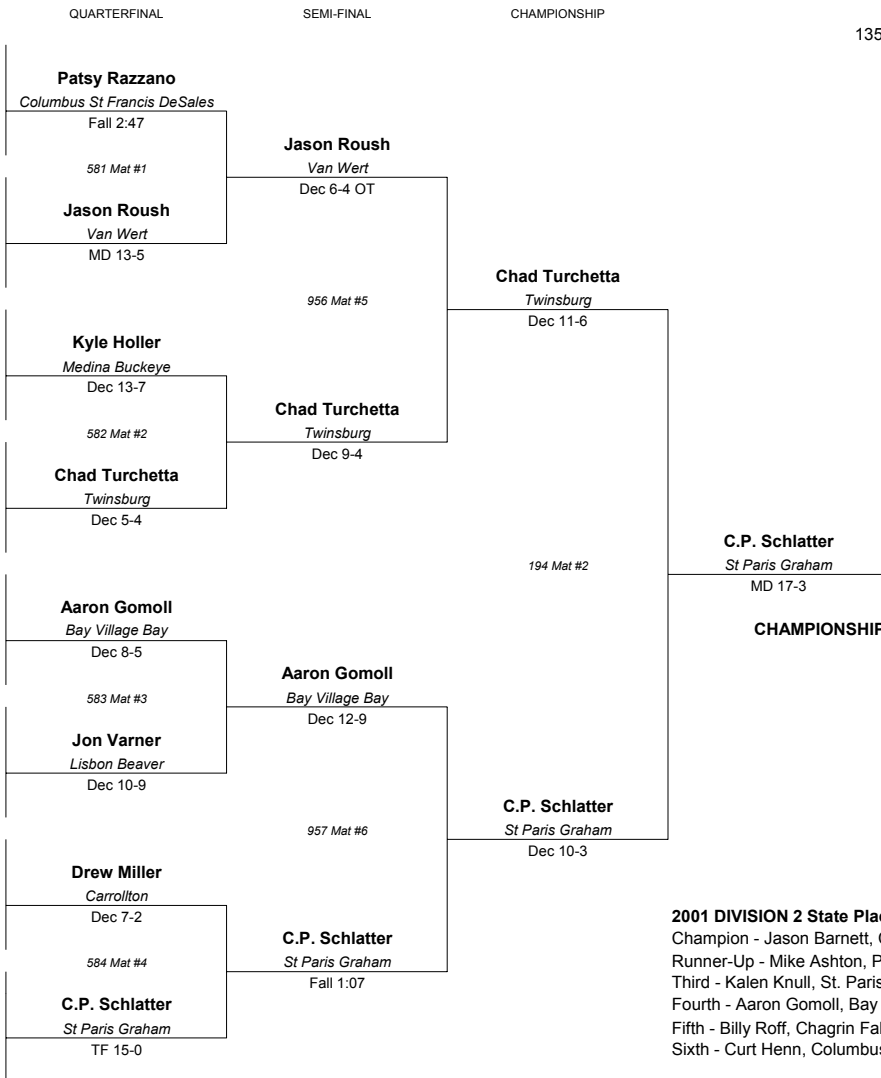 QUARTERFINAL SEMI-FINAL CHAMPIONSHIP
135
Patsy Razzano
Columbus St Francis DeSales
Fall 2:47
581 Mat #1
Jason Roush
Van Wert
MD 13-5
Jason Roush
Van Wert
Dec 6-4 OT
956 Mat #5
Kyle Holler
Medina Buckeye
Dec 13-7
582 Mat #2
Chad Turchetta
Twinsburg
Dec 5-4
Chad Turchetta
Twinsburg
Dec 9-4
Chad Turchetta
Twinsburg
Dec 11-6
194 Mat #2
Aaron Gomoll
Bay Village Bay
Dec 8-5
583 Mat #3
Jon Varner
Lisbon Beaver
Dec 10-9
Aaron Gomoll
Bay Village Bay
Dec 12-9
957 Mat #6
Drew Miller
Carrollton
Dec 7-2
584 Mat #4
C.P. Schlatter
St Paris Graham
TF 15-0
C.P. Schlatter
St Paris Graham
Fall 1:07
C.P. Schlatter
St Paris Graham
Dec 10-3
C.P. Schlatter
St Paris Graham
MD 17-3
CHAMPIONSHIP
2001 DIVISION 2 State Pla
Champion - Jason Barnett,
Runner-Up - Mike Ashton, P
Third - Kalen Knull, St. Paris
Fourth - Aaron Gomoll, Bay
Fifth - Billy Roff, Chagrin Fal
Sixth - Curt Henn, Columbus